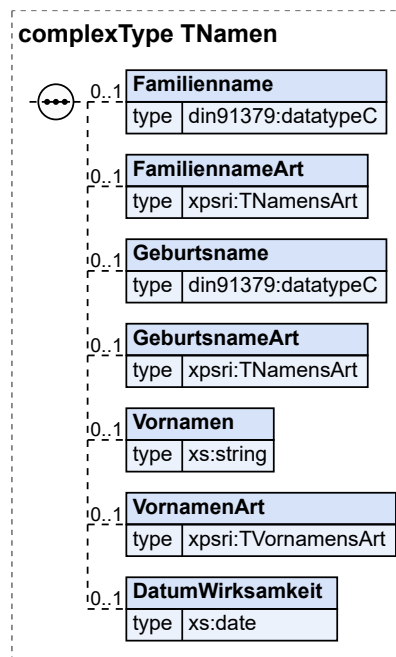 complexType TNamen
0..1 Familienname
type din91379:datatypeC
0..1 FamiliennameArt
type xpsri:TNamensArt
0..1 Geburtsname
type din91379:datatypeC
0..1 GeburtsnameArt
type xpsri:TNamensArt
0..1 Vornamen
type xs:string
0..1 VornamenArt
type xpsri:TVornamensArt
0..1 DatumWirksamkeit
type xs:date